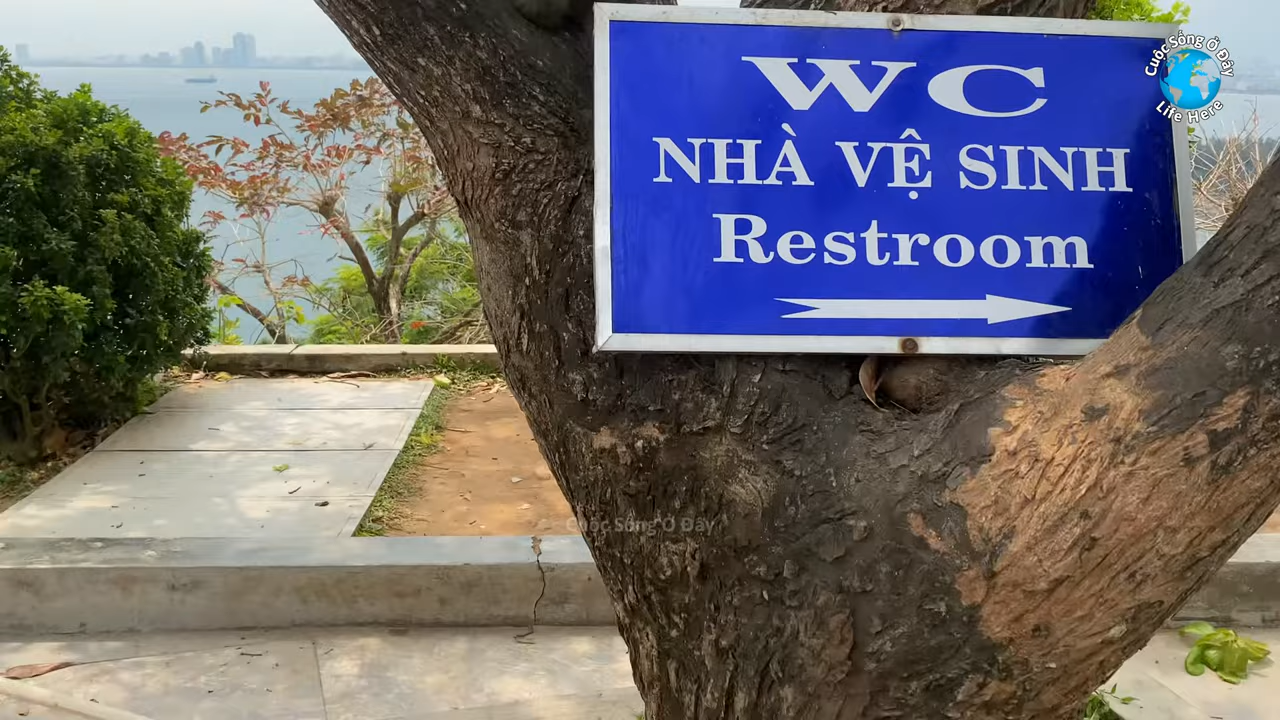 WC
NHÀ VỆ SINH
Restroom
Cuộc Sống Ở Đây
Life Here
Cuộc Sống Ở Đây